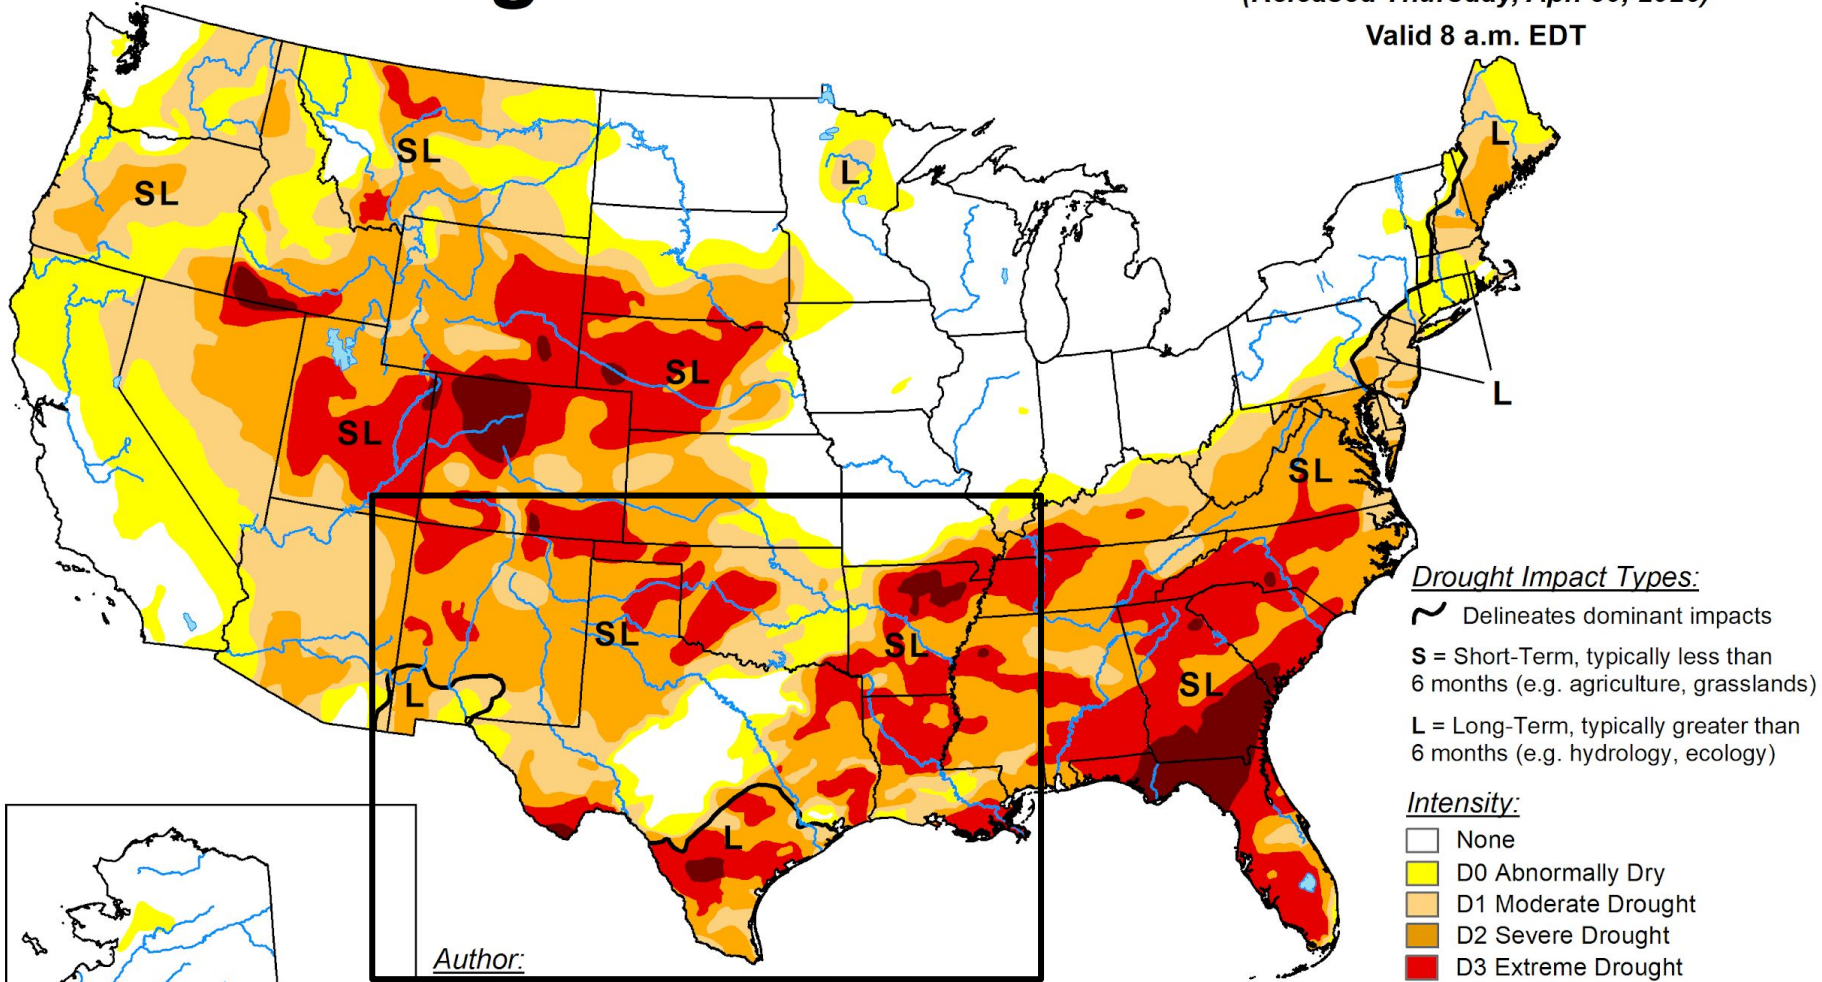 Valid 8 a.m. EDT
SL
SL
L
L
SL
SL
L
SL
SL
SL
L
SL
L
Drought Impact Types:
Delineates dominant impacts
S = Short-Term, typically less than
6 months (e.g. agriculture, grasslands)
L = Long-Term, typically greater than
6 months (e.g. hydrology, ecology)
Intensity:
None
D0 Abnormally Dry
D1 Moderate Drought
D2 Severe Drought
D3 Extreme Drought
Author: